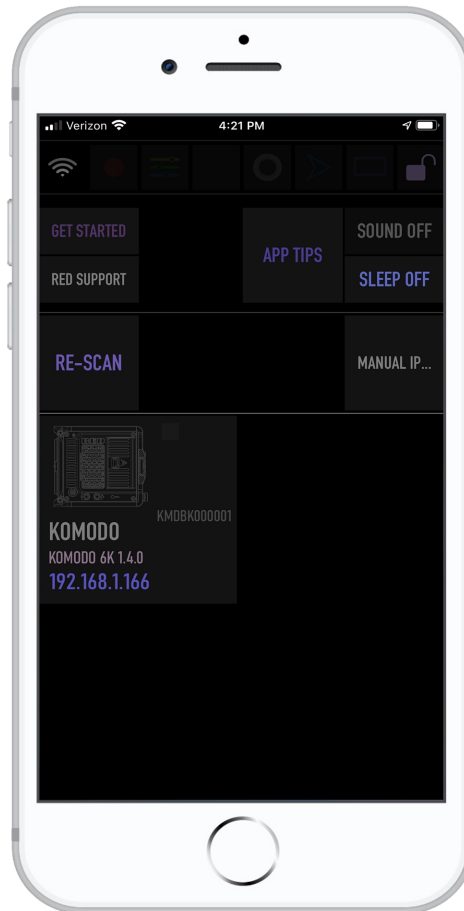 Verizon
4:21 PM
GET STARTED
APP TIPS
SOUND OFF
RED SUPPORT
SLEEP OFF
RE-SCAN
MANUAL IP...
KMDBK000001
KOMODO
KOMODO 6K 1.4.0
192.168.1.166